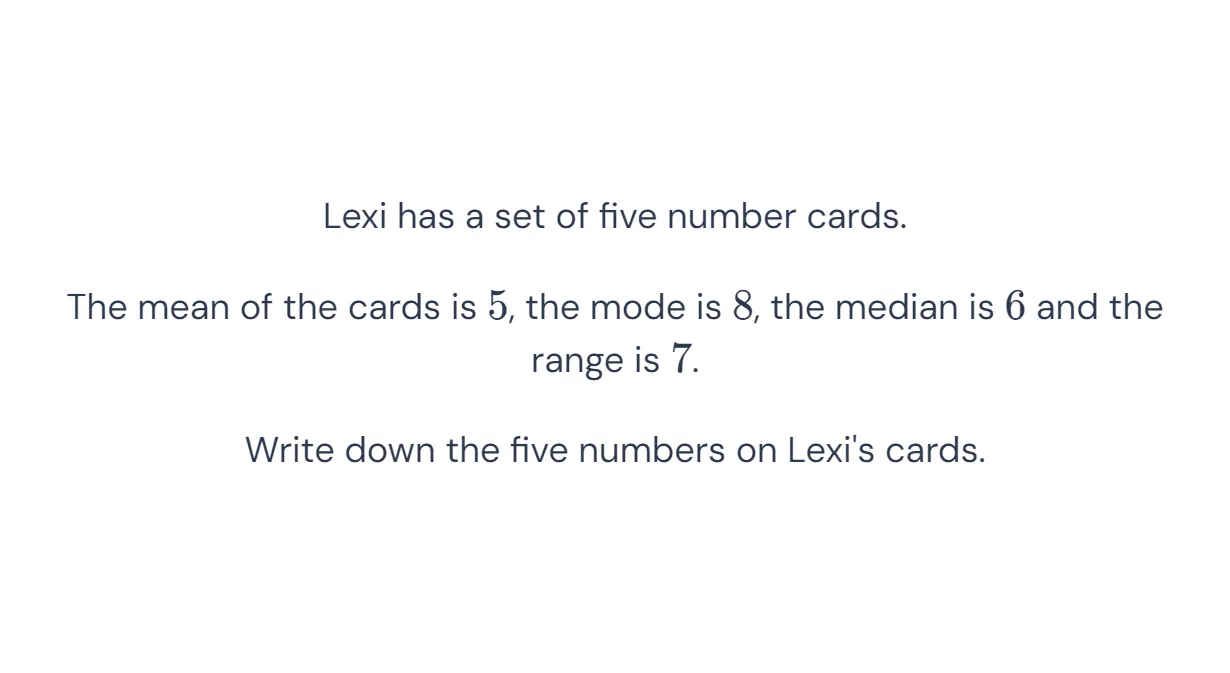 Lexi has a set of five number cards.
The mean of the cards is 5, the mode is 8, the median is 6 and the
range is 7.
Write down the five numbers on Lexi's cards.